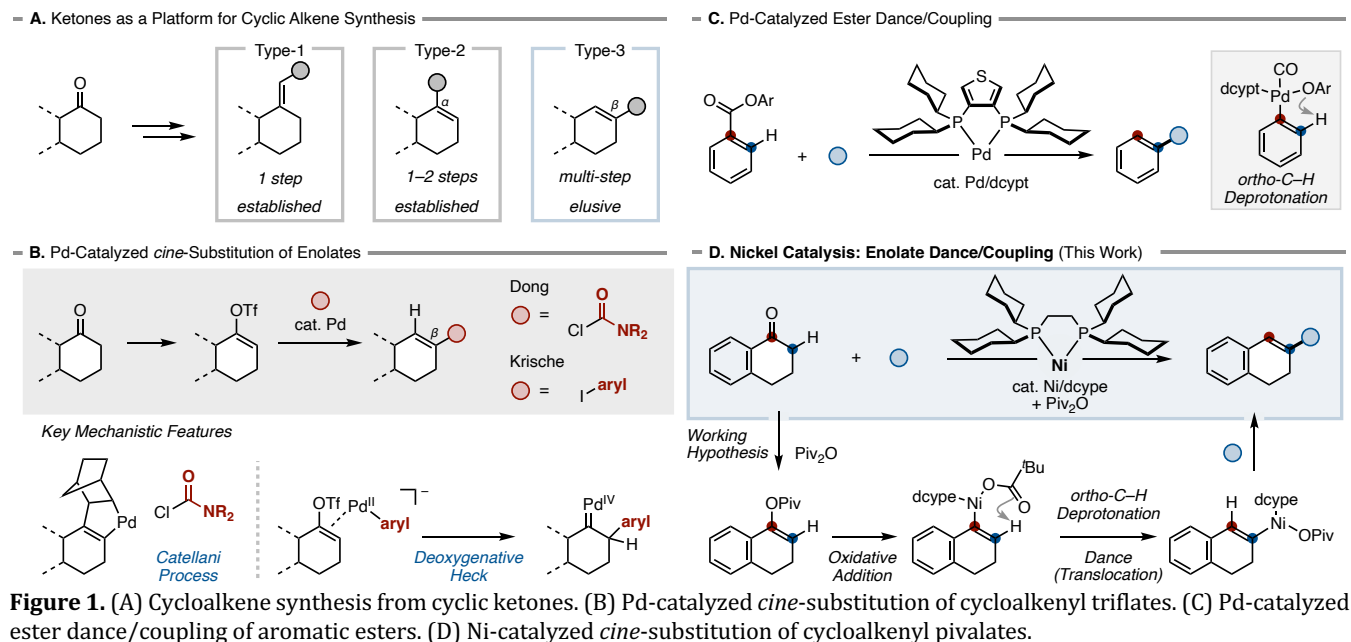 A. Ketones as a Platform for Cyclic Alkene Synthesis
O
Type-1
1 step
established
Type-2
α
1–2 steps
established
Type-3
β
multi-step
elusive
B. Pd-Catalyzed cine-Substitution of Enolates
O
OTf
cat. Pd
H
β
Dong
=
O
Cl
NR2
Krische
=
I
aryl
Key Mechanistic Features
Pd
O
Cl
NR2
Catellani
Process
OTf
PdII
aryl
–
Deoxygenative
Heck
PdIV
aryl
H
C. Pd-Catalyzed Ester Dance/Coupling
O
OAr
H
+
S
P
P
Pd
cat. Pd/dcypt
CO
dcypt
Pd
OAr
H
ortho-C–H
Deprotonation
D. Nickel Catalysis: Enolate Dance/Coupling (This Work)
O
H
+
P
P
Ni
cat. Ni/dcype
+ Piv2O
Working
Hypothesis
Piv2O
OPiv
H
Oxidative
Addition
dcype
Ni
O
tBu
O
H
ortho-C–H
Deprotonation
Dance
(Translocation)
H
dcype
Ni
OPiv
Figure 1. (A) Cycloalkene synthesis from cyclic ketones. (B) Pd-catalyzed cine-substitution of cycloalkenyl triflates. (C) Pd-catalyzed
ester dance/coupling of aromatic esters. (D) Ni-catalyzed cine-substitution of cycloalkenyl pivalates.